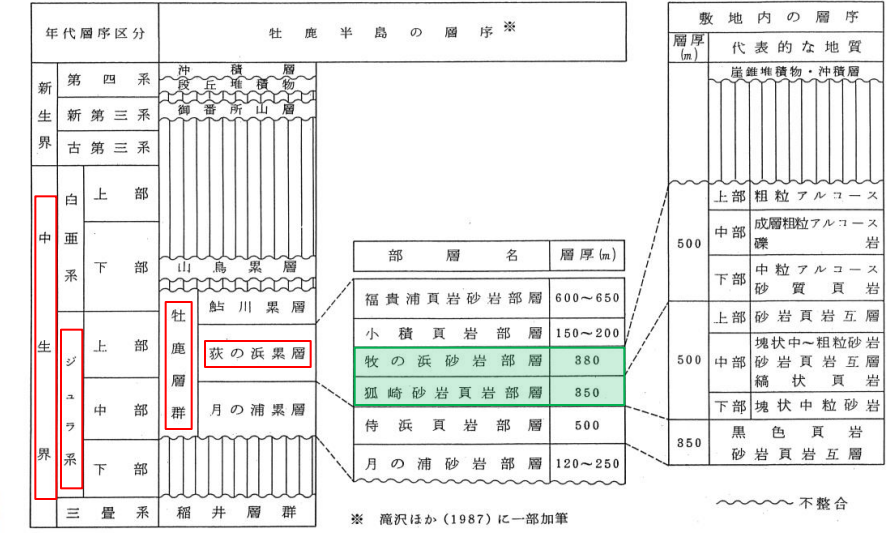 年代層序区分
牡鹿半島の層序※
敷地内の層序
層厚(m)
代表的な地質
新生界
第四系
新第三系
古第三系
中生界
白亜系
上部
下部
ジュラ系
上部
中部
下部
三畳系
沖積層
段丘堆積物
御番所山層
山鳥累層
牡鹿層群
鮎川累層
荻の浜累層
月の浦累層
稲井層群
部層名 層厚(m)
福貴浦頁岩砂岩部層 600～650
小積頁岩部層 150～200
牧の浜砂岩部層 380
狐崎砂岩頁岩部層 350
侍浜頁岩部層 500
月の浦砂岩部層 120～250
※ 滝沢ほか(1987)に一部加筆
崖錐堆積物・沖積層
500
上部 粗粒アルコース
中部 成層粗粒アルコース
礫岩
下部 中粒アルコース
砂質頁岩
500
上部 砂岩頁岩互層
中部 塊状中～粗粒砂岩
砂岩頁岩互層
縞状頁岩
下部 塊状中粒砂岩
850
黒色頁岩
砂岩頁岩互層
不整合